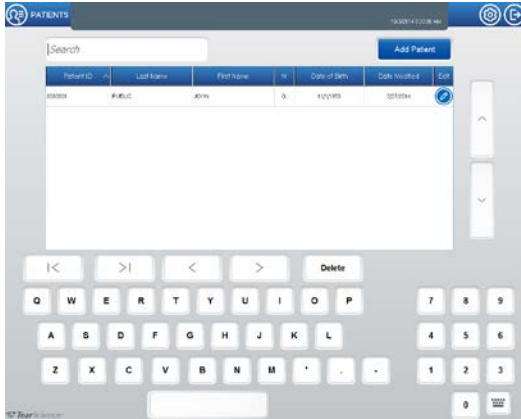 PATIENTS
Search
Add Patient
Patient ID Last Name First Name Date of Birth Date Modified Edit
PUBLIC JOHN
|< >| < > Delete
Q W E R T Y U I O P 7 8 9
A S D F G H J K L 4 5 6
Z X C V B N M ' . - 1 2 3
0
TearScience